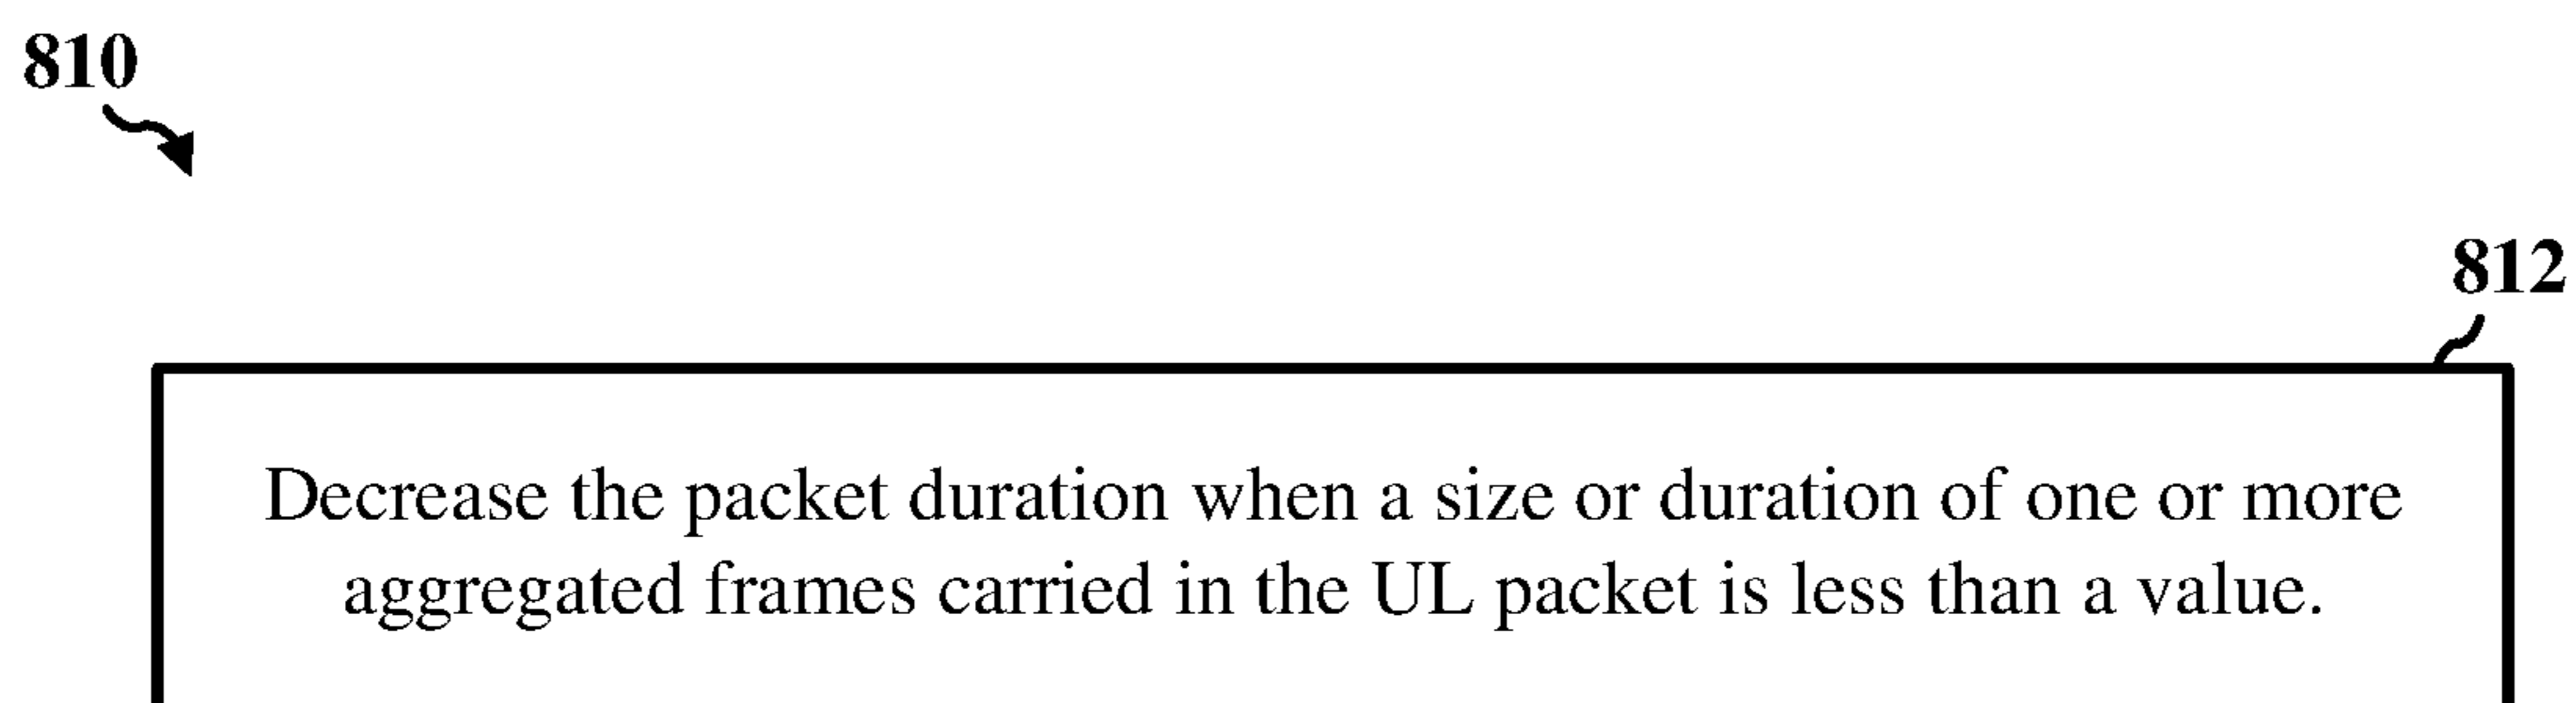 810
812
Decrease the packet duration when a size or duration of one or more
aggregated frames carried in the UL packet is less than a value.